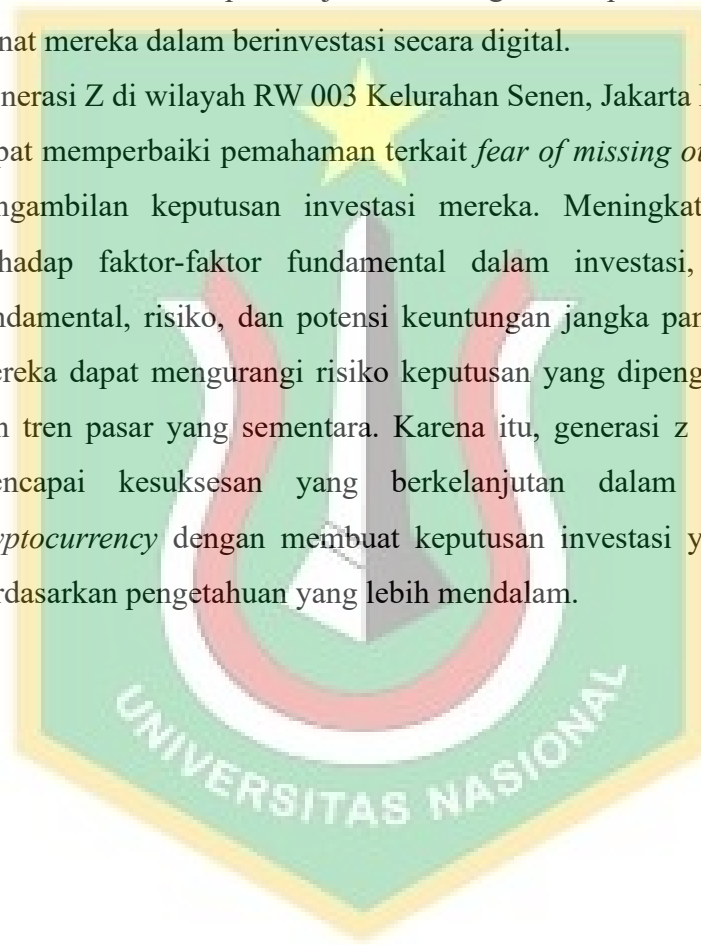 nat mereka dalam berinvestasi secara digital.
nerasi Z di wilayah RW 003 Kelurahan Senen, Jakarta
pat memperbaiki pemahaman terkait fear of missing ou
ngambilan keputusan investasi mereka. Meningkat
hadap faktor-faktor fundamental dalam investasi,
ndamental, risiko, dan potensi keuntungan jangka pan
ereka dapat mengurangi risiko keputusan yang dipeng
n tren pasar yang sementara. Karena itu, generasi z
encapai kesuksesan yang berkelanjutan dalam
yptocurrency dengan membuat keputusan investasi y
rdasarkan pengetahuan yang lebih mendalam.
UNIVERSITAS NASIONAL